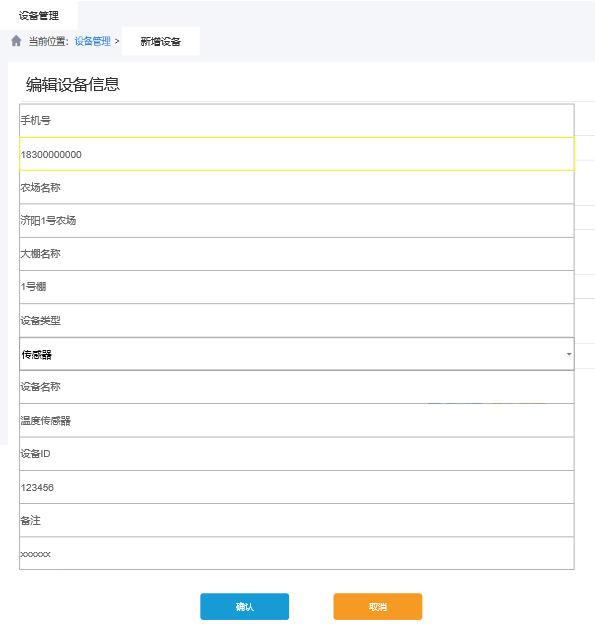 设备管理
当前位置：设备管理 > 新增设备
编辑设备信息
手机号
18300000000
农场名称
济阳1号农场
大棚名称
1号棚
设备类型
传感器
设备名称
温度传感器
设备ID
123456
备注
xxxxxx
确认 取消